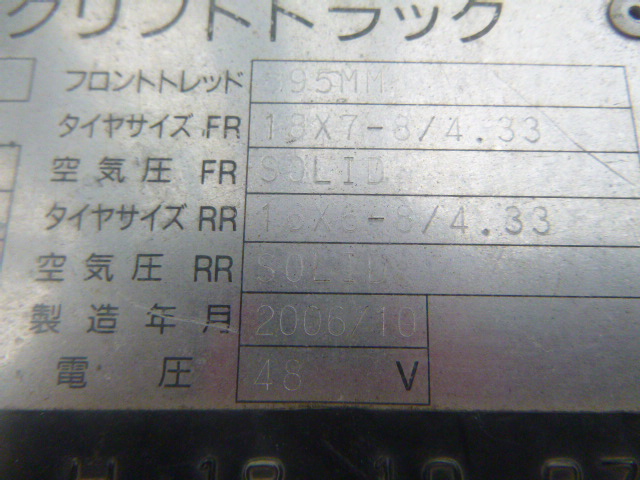 クリフトトラック
フロントトレッド 895MM
タイヤサイズ FR 18X7-8/4.33
空気圧 FR SOLID
タイヤサイズ RR 15X6-8/4.33
空気圧 RR SOLID
製造年月 2006/10
電圧 48 V